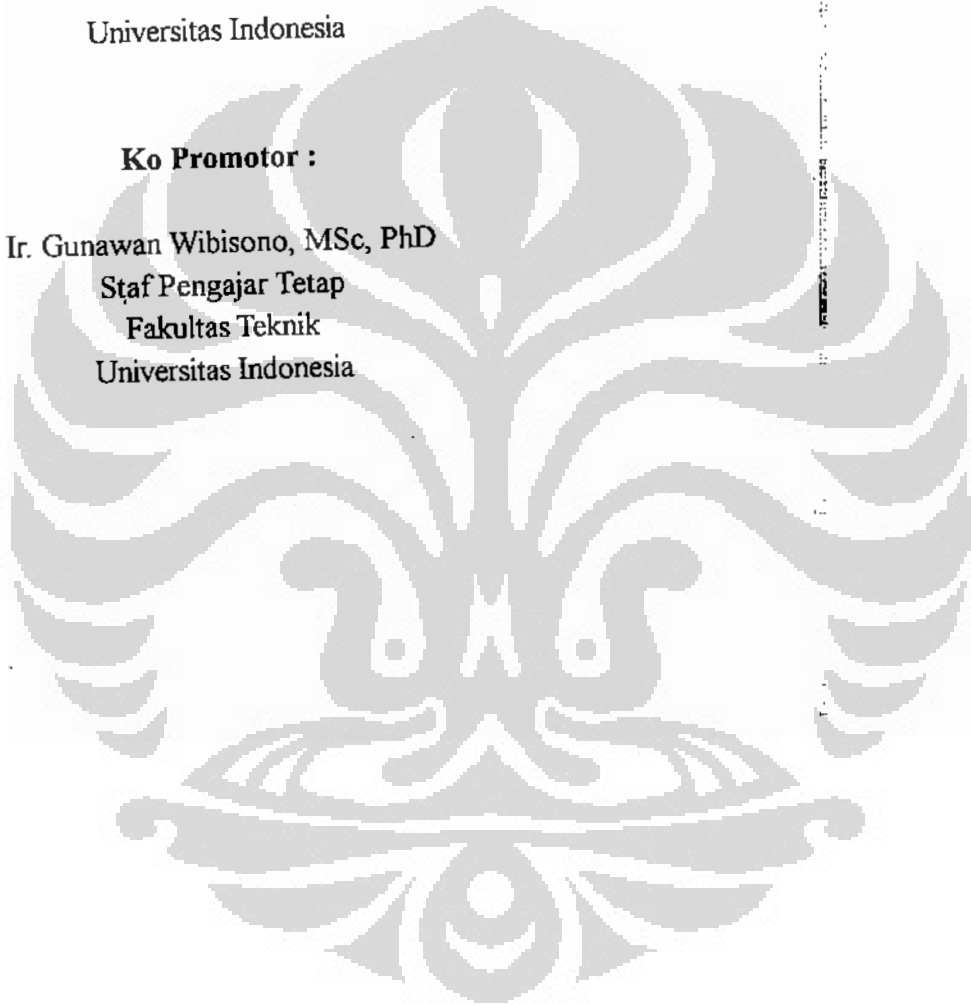 Universitas Indonesia
Ko Promotor :
Ir. Gunawan Wibisono, MSc, PhD
Staf Pengajar Tetap
Fakultas Teknik
Universitas Indonesia